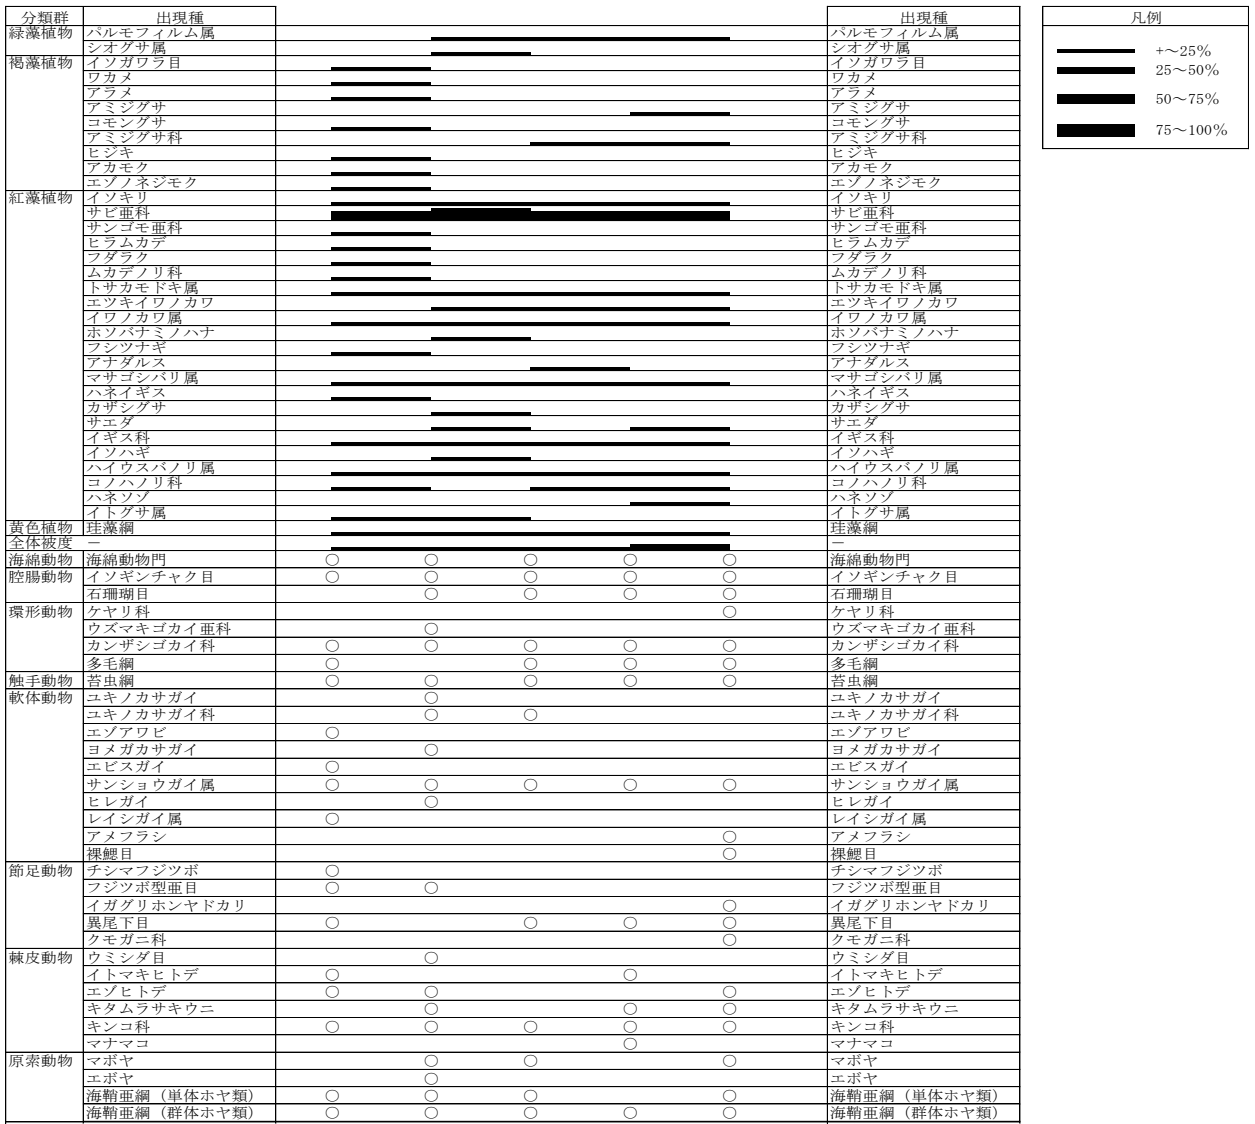 分類群 出現種 出現種 凡例
緑藻植物 パルモフィルム属 パルモフィルム属
シオグサ属 シオグサ属
褐藻植物 イソガワラ目 イソガワラ目
ワカメ ワカメ
アラメ アラメ
アミジグサ アミジグサ
コモングサ コモングサ
アミジグサ科 アミジグサ科
ヒジキ ヒジキ
アカモク アカモク
エゾノネジモク エゾノネジモク
紅藻植物 イソキリ イソキリ
サビ亜科 サビ亜科
サンゴモ亜科 サンゴモ亜科
ヒラムカデ ヒラムカデ
フダラク フダラク
ムカデノリ科 ムカデノリ科
トサカモドキ属 トサカモドキ属
エツキイワノカワ エツキイワノカワ
イワノカワ属 イワノカワ属
ホソバナミノハナ ホソバナミノハナ
フシツナギ フシツナギ
アナダルス アナダルス
マサゴシバリ属 マサゴシバリ属
ハネイギス ハネイギス
カザシグサ カザシグサ
サエダ サエダ
イギス科 イギス科
イソハギ イソハギ
ハイウスバノリ属 ハイウスバノリ属
コノハノリ科 コノハノリ科
ハネソゾ ハネソゾ
イトグサ属 イトグサ属
黄色植物 珪藻綱 珪藻綱
全体被度 － －
海綿動物 海綿動物門 ○ ○ ○ ○ ○ 海綿動物門
腔腸動物 イソギンチャク目 ○ ○ ○ ○ ○ イソギンチャク目
石珊瑚目 ○ ○ ○ ○ 石珊瑚目
環形動物 ケヤリ科 ○ ケヤリ科
ウズマキゴカイ亜科 ○ ウズマキゴカイ亜科
カンザシゴカイ科 ○ ○ ○ ○ ○ カンザシゴカイ科
多毛綱 ○ ○ ○ ○ 多毛綱
触手動物 苔虫綱 ○ ○ ○ ○ ○ 苔虫綱
軟体動物 ユキノカサガイ ○ ユキノカサガイ
ユキノカサガイ科 ○ ○ ユキノカサガイ科
エゾアワビ ○ エゾアワビ
ヨメガカサガイ ○ ヨメガカサガイ
エビスガイ ○ エビスガイ
サンショウガイ属 ○ ○ ○ ○ ○ サンショウガイ属
ヒレガイ ○ ヒレガイ
レイシガイ属 ○ レイシガイ属
アメフラシ ○ アメフラシ
裸鰓目 ○ 裸鰓目
節足動物 チシマフジツボ ○ チシマフジツボ
フジツボ型亜目 ○ ○ フジツボ型亜目
イガグリホンヤドカリ ○ イガグリホンヤドカリ
異尾下目 ○ ○ ○ ○ 異尾下目
クモガニ科 ○ クモガニ科
棘皮動物 ウミシダ目 ○ ウミシダ目
イトマキヒトデ ○ ○ イトマキヒトデ
エゾヒトデ ○ ○ ○ エゾヒトデ
キタムラサキウニ ○ ○ ○ キタムラサキウニ
キンコ科 ○ ○ ○ ○ ○ キンコ科
マナマコ ○ マナマコ
原索動物 マボヤ ○ ○ ○ マボヤ
エボヤ ○ エボヤ
海鞘亜綱（単体ホヤ類） ○ ○ ○ ○ 海鞘亜綱（単体ホヤ類）
海鞘亜綱（群体ホヤ類） ○ ○ ○ ○ ○ 海鞘亜綱（群体ホヤ類）
+～25%
25～50%
50～75%
75～100%